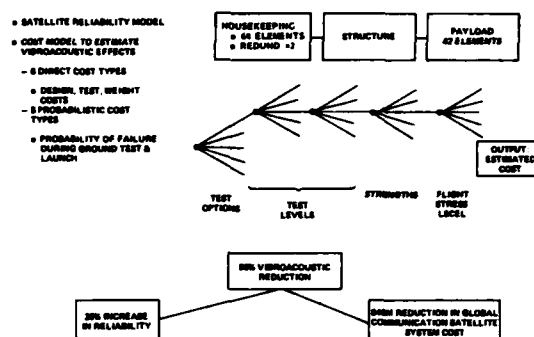 SATELLITE RELIABILITY MODEL
COST MODEL TO ESTIMATE
VIBROACOUSTIC EFFECTS
– 6 DIRECT COST TYPES
DESIGN, TEST, WEIGHT
COSTS
– 5 PROBABILISTIC COST
TYPES
PROBABILITY OF FAILURE
DURING GROUND TEST &
LAUNCH
HOUSEKEEPING
ELEMENTS
REDUND =2
STRUCTURE
PAYLOAD
42 ELEMENTS
OUTPUT:
ESTIMATED
COST
TEST
OPTIONS
TEST
LEVELS
STRENGTHS
FLIGHT
STRESS
LEVEL
VIBROACOUSTIC
REDUCTION
INCREASE
IN RELIABILITY
REDUCTION IN GLOBAL
COMMUNICATION SATELLITE
SYSTEM COST